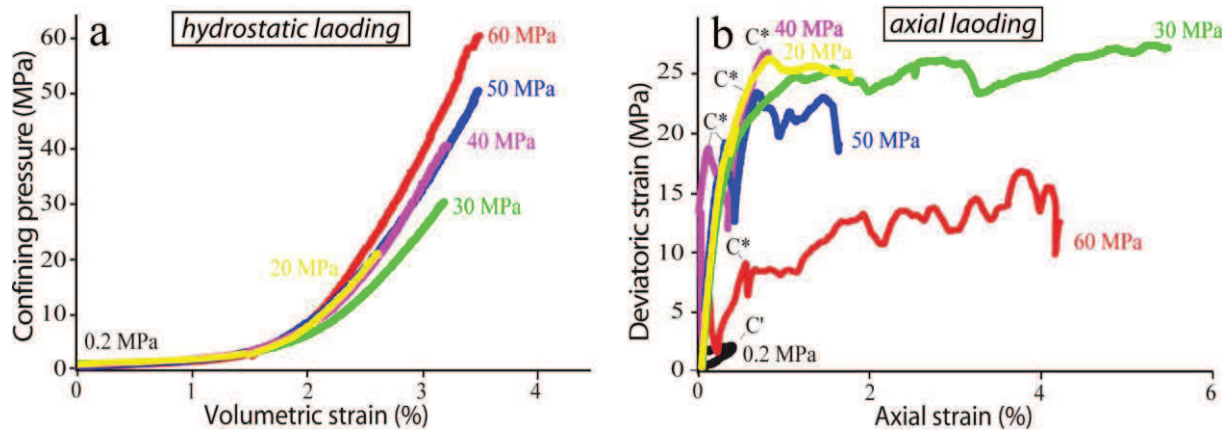 a
hydrostatic laoding
60 MPa
50 MPa
40 MPa
30 MPa
20 MPa
0.2 MPa
Confining pressure (MPa)
60
50
40
30
20
10
0
0 1 2 3 4
Volumetric strain (%)
b
axial laoding
C* 40 MPa
20 MPa
30 MPa
C*
C*
50 MPa
C*
60 MPa
C'
0.2 MPa
Deviatoric strain (MPa)
25
20
15
10
5
0
0 2 4 6
Axial strain (%)